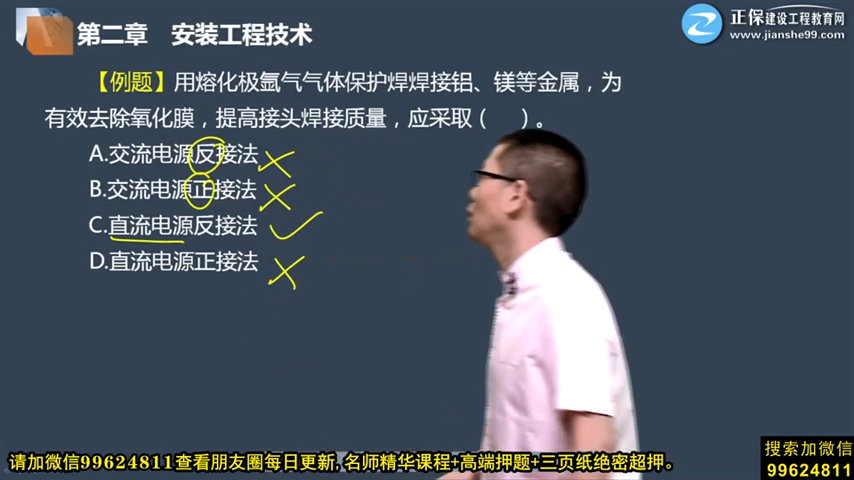 第二章 安装工程技术
正保建设工程教育网
www.jianshe99.com
【例题】用熔化极氩气气体保护焊焊接铝、镁等金属，为
有效去除氧化膜，提高接头焊接质量，应采取（ ）。
A.交流电源反接法
B.交流电源正接法
C.直流电源反接法
D.直流电源正接法
搜索加微信
99624811
请加微信99624811查看朋友圈每日更新,名师精华课程+高端押题+三页纸绝密超押。